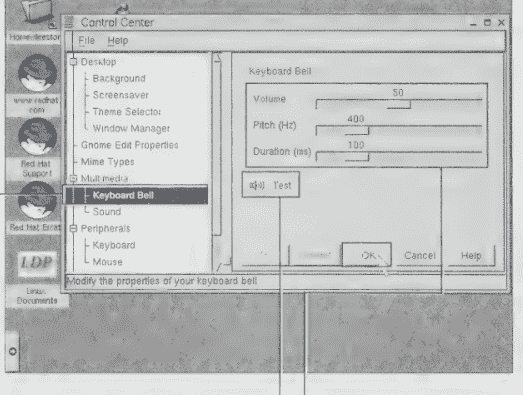 Control Center
Home directory
File Help
Desktop
Background
Screensaver
Theme Selector
Window Manager
Gnome Edit Properties
Mime Types
Multimedia
Keyboard Bell
Sound
Peripherals
Keyboard
Mouse
Keyboard Bell
Volume 50
Pitch (Hz) 400
Duration (ms) 100
Test
OK Cancel Help
Modify the properties of your keyboard bell
www.redhat.
com
Red Hat
Support
Red Hat Errat
LDP
Linux
Documents